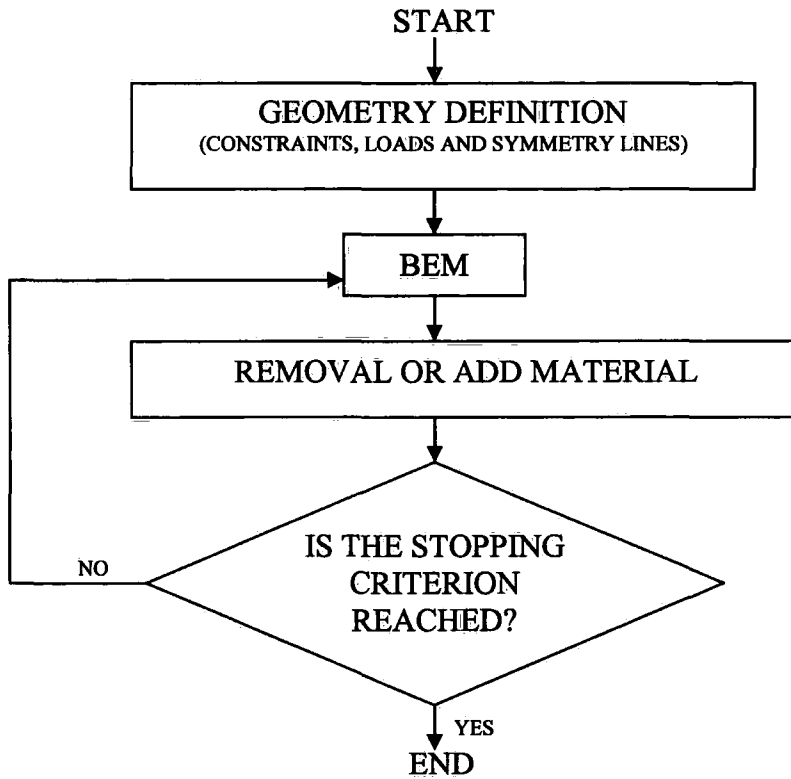 START
GEOMETRY DEFINITION
(CONSTRAINTS, LOADS AND SYMMETRY LINES)
BEM
REMOVAL OR ADD MATERIAL
IS THE STOPPING
CRITERION
REACHED?
NO
YES
END